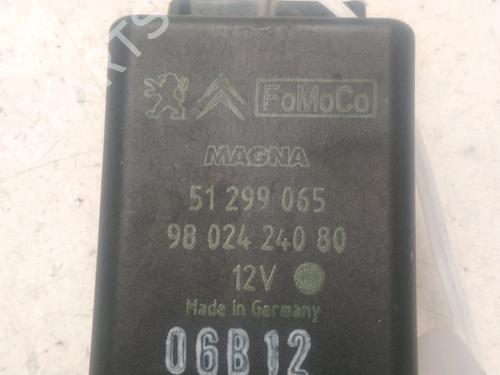 FoMoCo
MAGNA
51 299 065
98 024 240 80
12V
Made in Germany
06B12